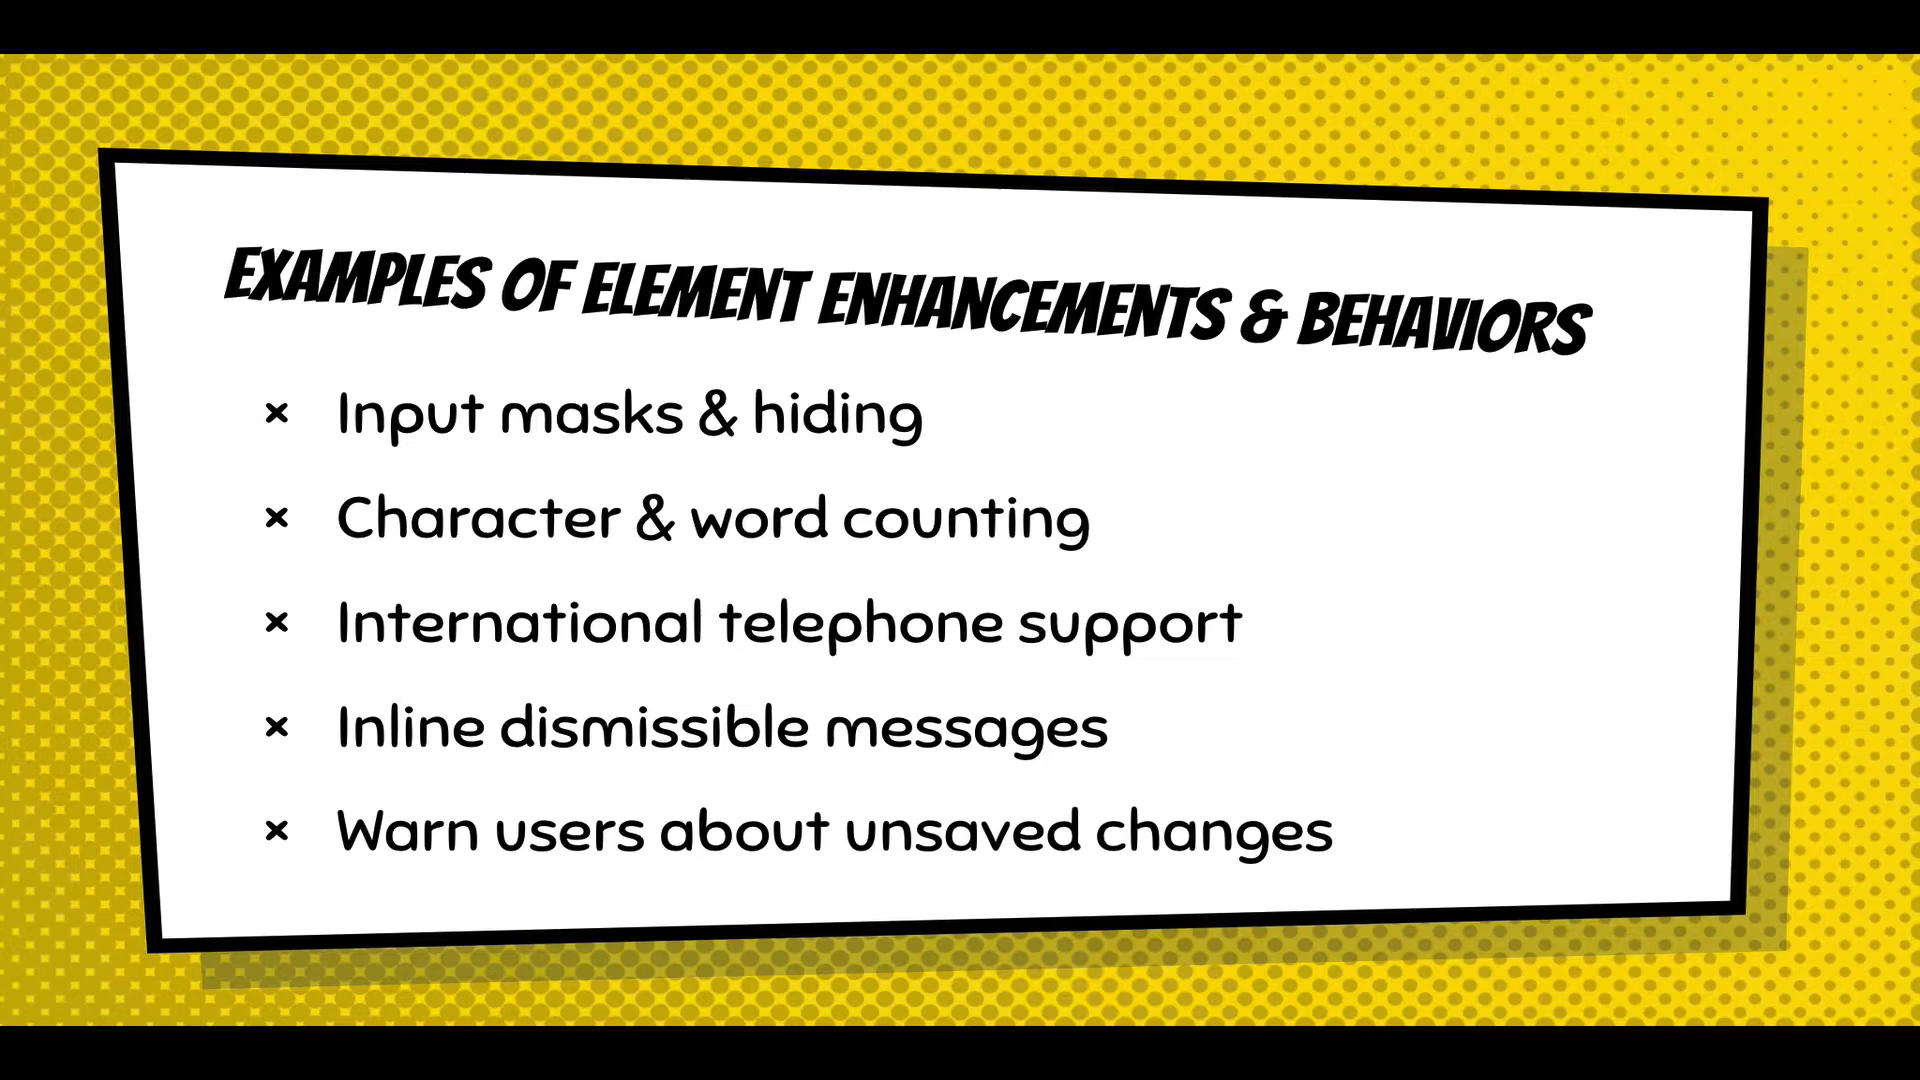 EXAMPLES OF ELEMENT ENHANCEMENTS & BEHAVIORS
× Input masks & hiding
× Character & word counting
× International telephone support
× Inline dismissible messages
× Warn users about unsaved changes